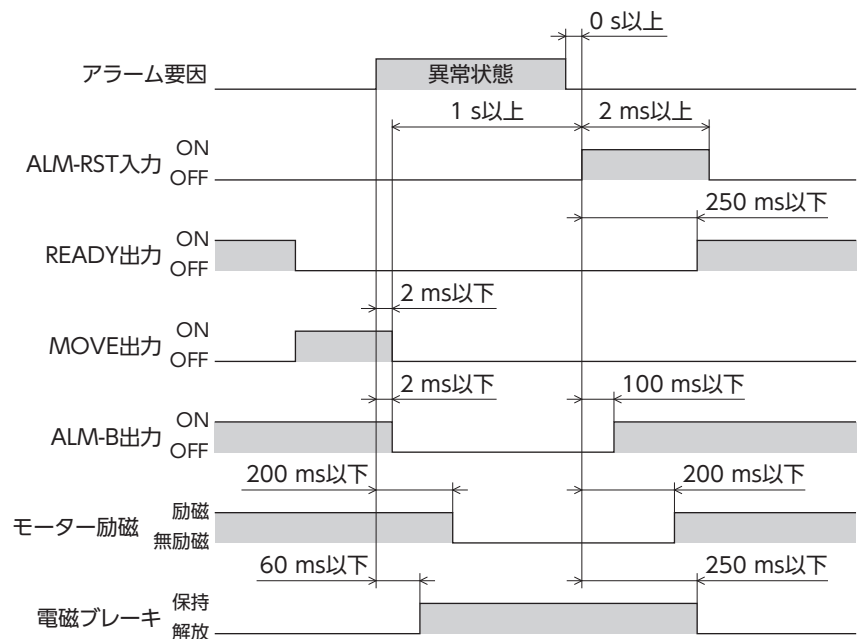 0 s以上
アラーム要因
異常状態
1 s以上
2 ms以上
ALM-RST入力
ON
OFF
250 ms以下
READY出力
ON
OFF
2 ms以下
MOVE出力
ON
OFF
2 ms以下
100 ms以下
ALM-B出力
ON
OFF
200 ms以下
200 ms以下
モーター励磁
励磁
無励磁
60 ms以下
250 ms以下
電磁ブレーキ
保持
解放